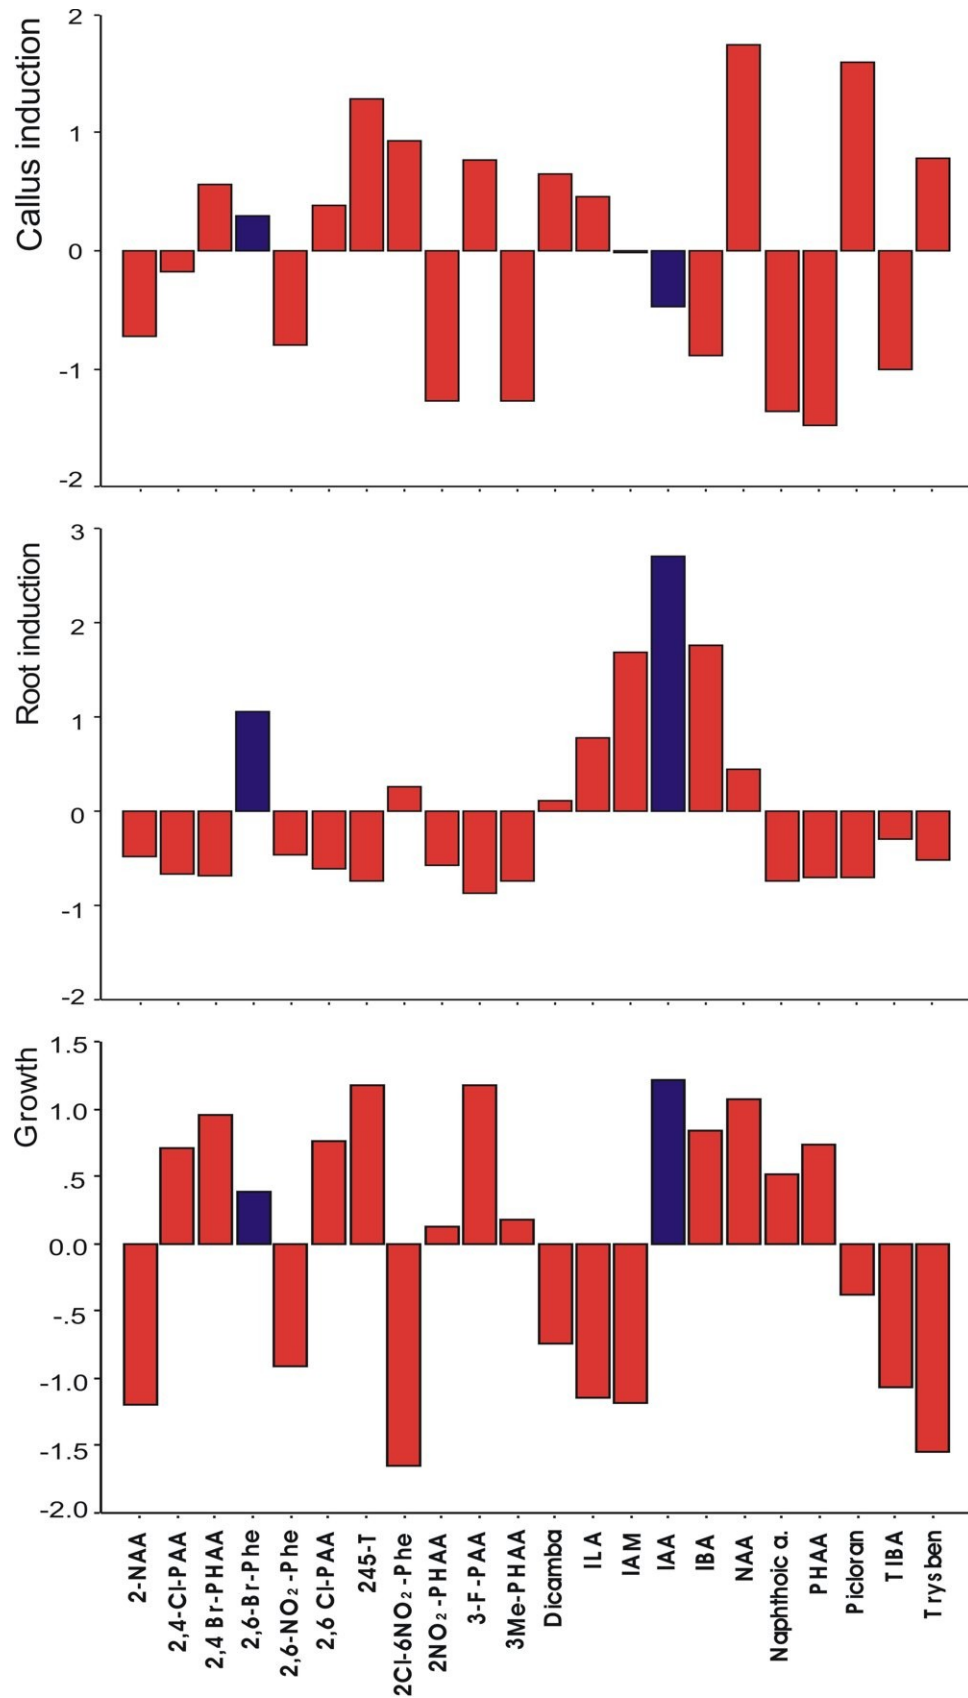 Callus induction
2
1
0
-1
-2
Root induction
3
2
1
0
-1
-2
Growth
1.5
1.0
.5
0.0
-.5
-1.0
-1.5
-2.0
2-NAA
2,4-Cl-PAA
2,4 Br-PHAA
2,6-Br-Phe
2,6-NO₂-Phe
2,6 Cl-PAA
245-T
2Cl-6NO₂-Phe
2NO₂-PHAA
3-F-PAA
3Me-PHAA
Dicamba
ILA
IAM
IAA
IBA
NAA
Naphthoic a.
PHAA
Picloran
TIBA
Trysben